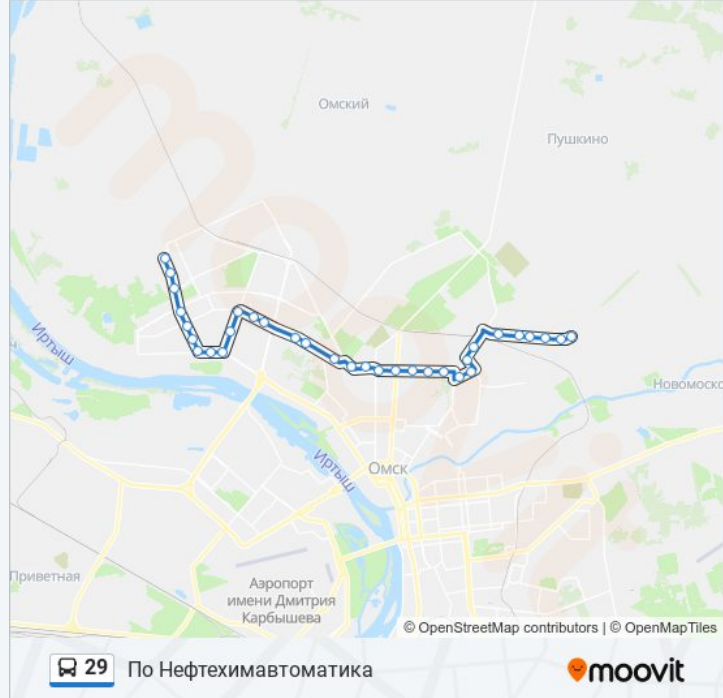 Омский
Пушкино
Иртыш
Новомоско
Иртыш
Омск
Приветная
Аэропорт
имени Дмитрия
Карбышева
© OpenStreetMap contributors | © OpenMapTiles
29 По Нефтехимавтоматика
moovit